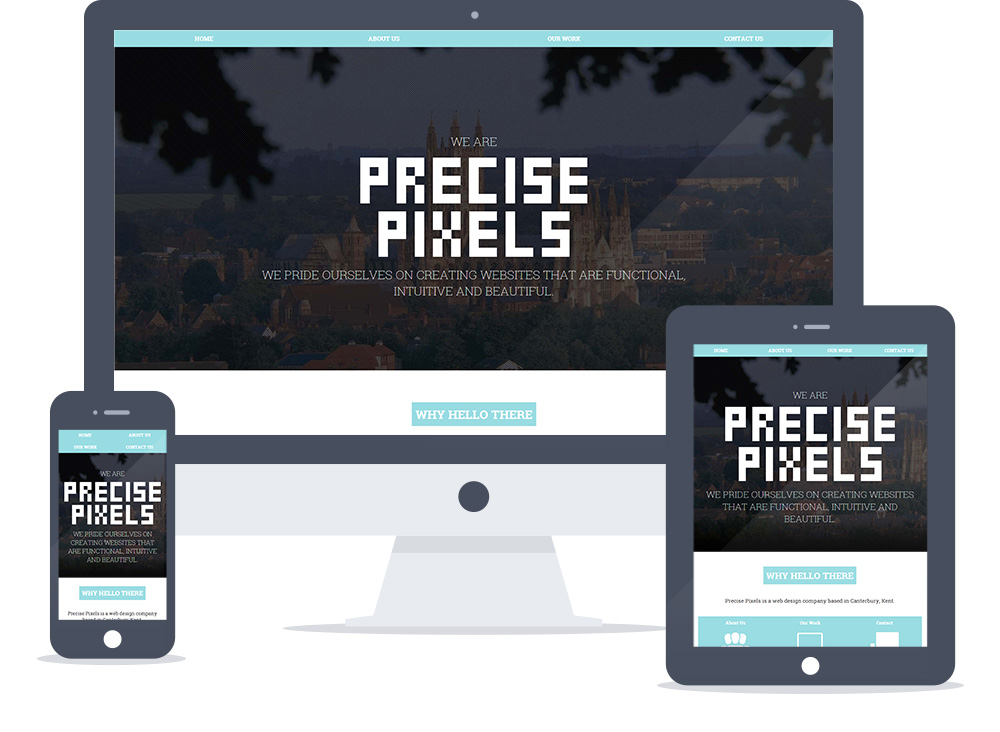 HOME ABOUT US OUR WORK CONTACT US
WE ARE
PRECISE
PIXELS
WE PRIDE OURSELVES ON CREATING WEBSITES THAT ARE FUNCTIONAL,
INTUITIVE AND BEAUTIFUL.
WHY HELLO THERE
HOME ABOUT US
OUR WORK CONTACT US
WE ARE
PRECISE
PIXELS
WE PRIDE OURSELVES ON
CREATING WEBSITES THAT
ARE FUNCTIONAL, INTUITIVE
AND BEAUTIFUL.
WHY HELLO THERE
Precise Pixels is a web design company
based in Canterbury, Kent.
HOME ABOUT US OUR WORK CONTACT US
WE ARE
PRECISE
PIXELS
WE PRIDE OURSELVES ON CREATING WEBSITES
THAT ARE FUNCTIONAL, INTUITIVE AND
BEAUTIFUL.
WHY HELLO THERE
Precise Pixels is a web design company based in Canterbury, Kent.
About Us Our Work Contact